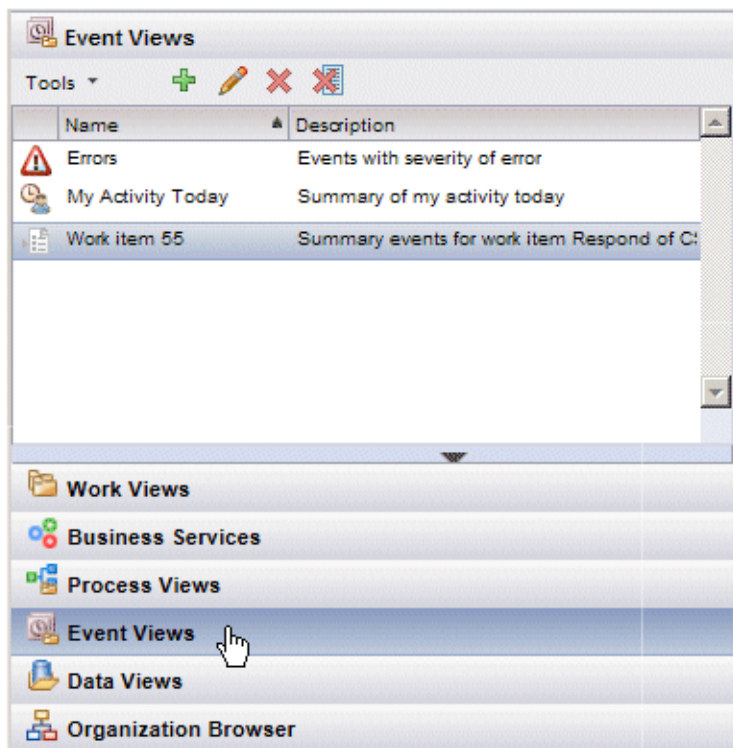 Event Views
Tools
Name Description
Errors Events with severity of error
My Activity Today Summary of my activity today
Work item 55 Summary events for work item Respond of
Work Views
Business Services
Process Views
Event Views
Data Views
Organization Browser